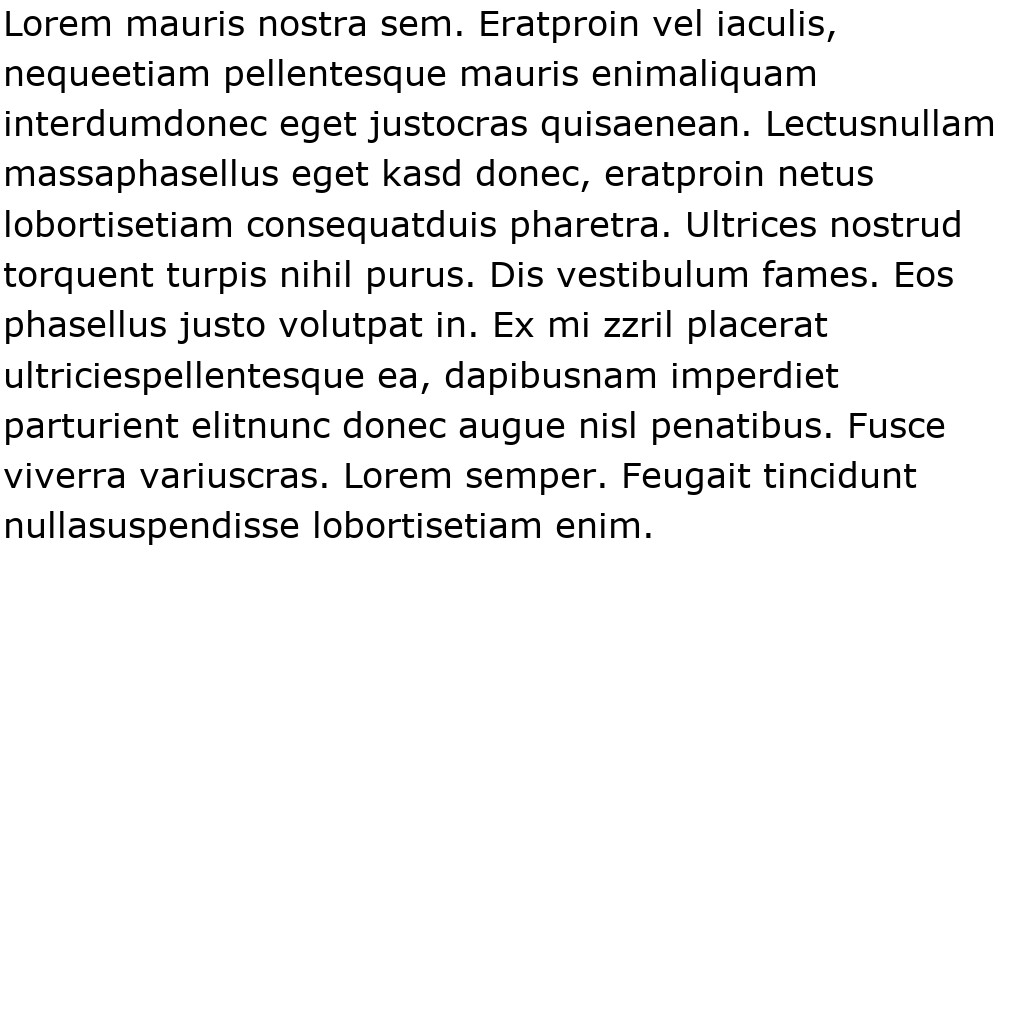 Lorem mauris nostra sem. Eratproin vel iaculis,
nequeetiam pellentesque mauris enimaliquam
interdumdonec eget justocras quisaenean. Lectusnullam
massaphasellus eget kasd donec, eratproin netus
lobortisetiam consequatduis pharetra. Ultrices nostrud
torquent turpis nihil purus. Dis vestibulum fames. Eos
phasellus justo volutpat in. Ex mi zzril placerat
ultriciespellentesque ea, dapibusnam imperdiet
parturient elitnunc donec augue nisl penatibus. Fusce
viverra variuscras. Lorem semper. Feugait tincidunt
nullasuspendisse lobortisetiam enim.